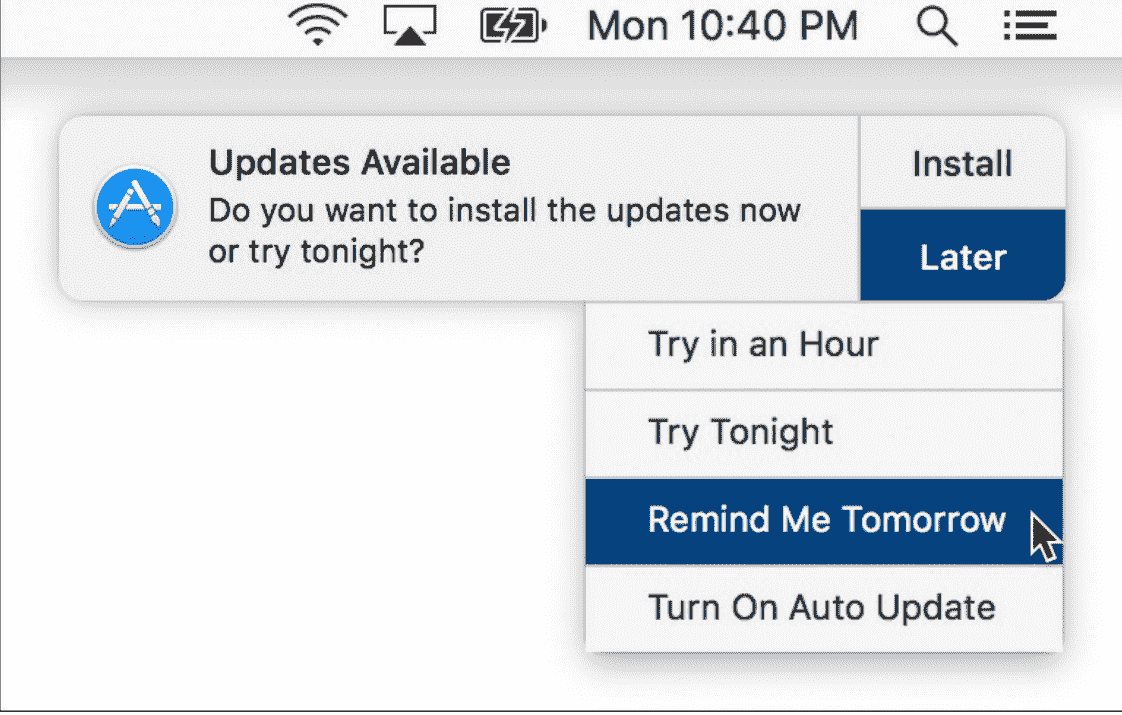 Mon 10:40 PM
Updates Available
Do you want to install the updates now
or try tonight?
Install
Later
Try in an Hour
Try Tonight
Remind Me Tomorrow
Turn On Auto Update